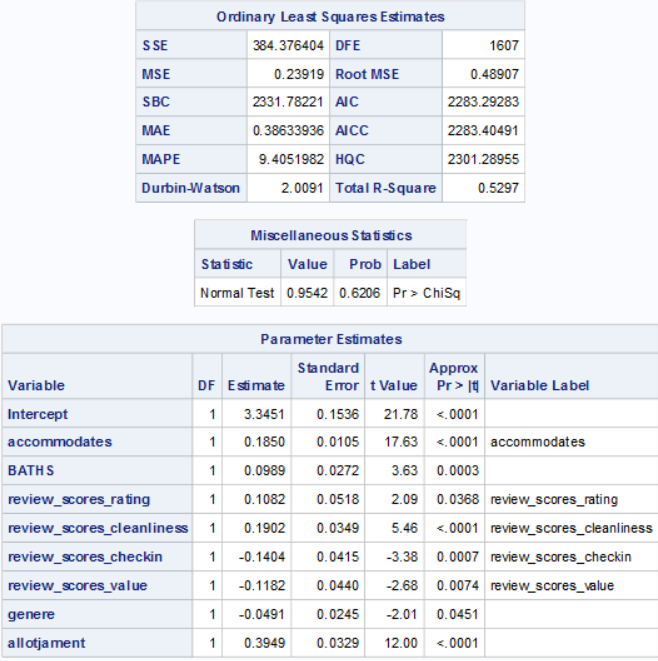 Ordinary Least Squares Estimates
SSE 384.376404 DFE 1607
MSE 0.23919 Root MSE 0.48907
SBC 2331.78221 AIC 2283.29283
MAE 0.38633936 AICC 2283.40491
MAPE 9.4051982 HQC 2301.28955
Durbin-Watson 2.0091 Total R-Square 0.5297
Miscellaneous Statistics
Statistic Value Prob Label
Normal Test 0.9542 0.6206 Pr > ChiSq
Parameter Estimates
Variable DF Estimate Standard Error t Value Approx Pr > |t| Variable Label
Intercept 1 3.3451 0.1536 21.78 <.0001
accommodates 1 0.1850 0.0105 17.63 <.0001 accommodates
BATHS 1 0.0989 0.0272 3.63 0.0003
review_scores_rating 1 0.1082 0.0518 2.09 0.0368 review_scores_rating
review_scores_cleanliness 1 0.1902 0.0349 5.46 <.0001 review_scores_cleanliness
review_scores_checkin 1 -0.1404 0.0415 -3.38 0.0007 review_scores_checkin
review_scores_value 1 -0.1182 0.0440 -2.68 0.0074 review_scores_value
genere 1 -0.0491 0.0245 -2.01 0.0451
allotjament 1 0.3949 0.0329 12.00 <.0001